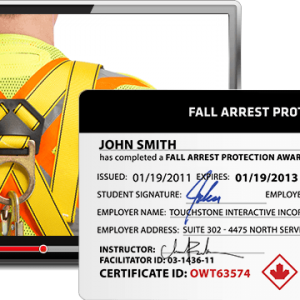 FALL ARREST PROT
JOHN SMITH
has completed a FALL ARREST PROTECTION AWAR
ISSUED: 01/19/2011 EXPIRES: 01/19/2013
STUDENT SIGNATURE: John EMPLOYE
EMPLOYER NAME: TOUCHSTONE INTERACTIVE INCO
EMPLOYER ADDRESS: SUITE 302 - 4475 NORTH SERV
INSTRUCTOR:
FACILITATOR ID: 03-1436-11
CERTIFICATE ID: OWT63574